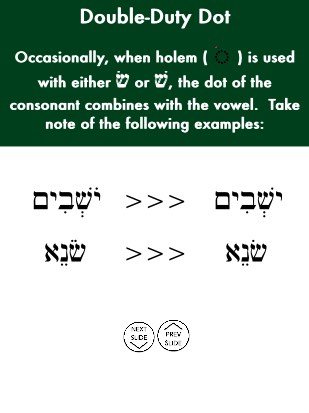 Double-Duty Dot
Occasionally, when holem ( ֹ ) is used
with either שׂ or שׁ, the dot of the
consonant combines with the vowel. Take
note of the following examples:
יֹשְׁבִים >>> ישְׁבִים
שֹׂנֵא >>> שׂנֵא
NEXT
SLIDE
PREV
SLIDE